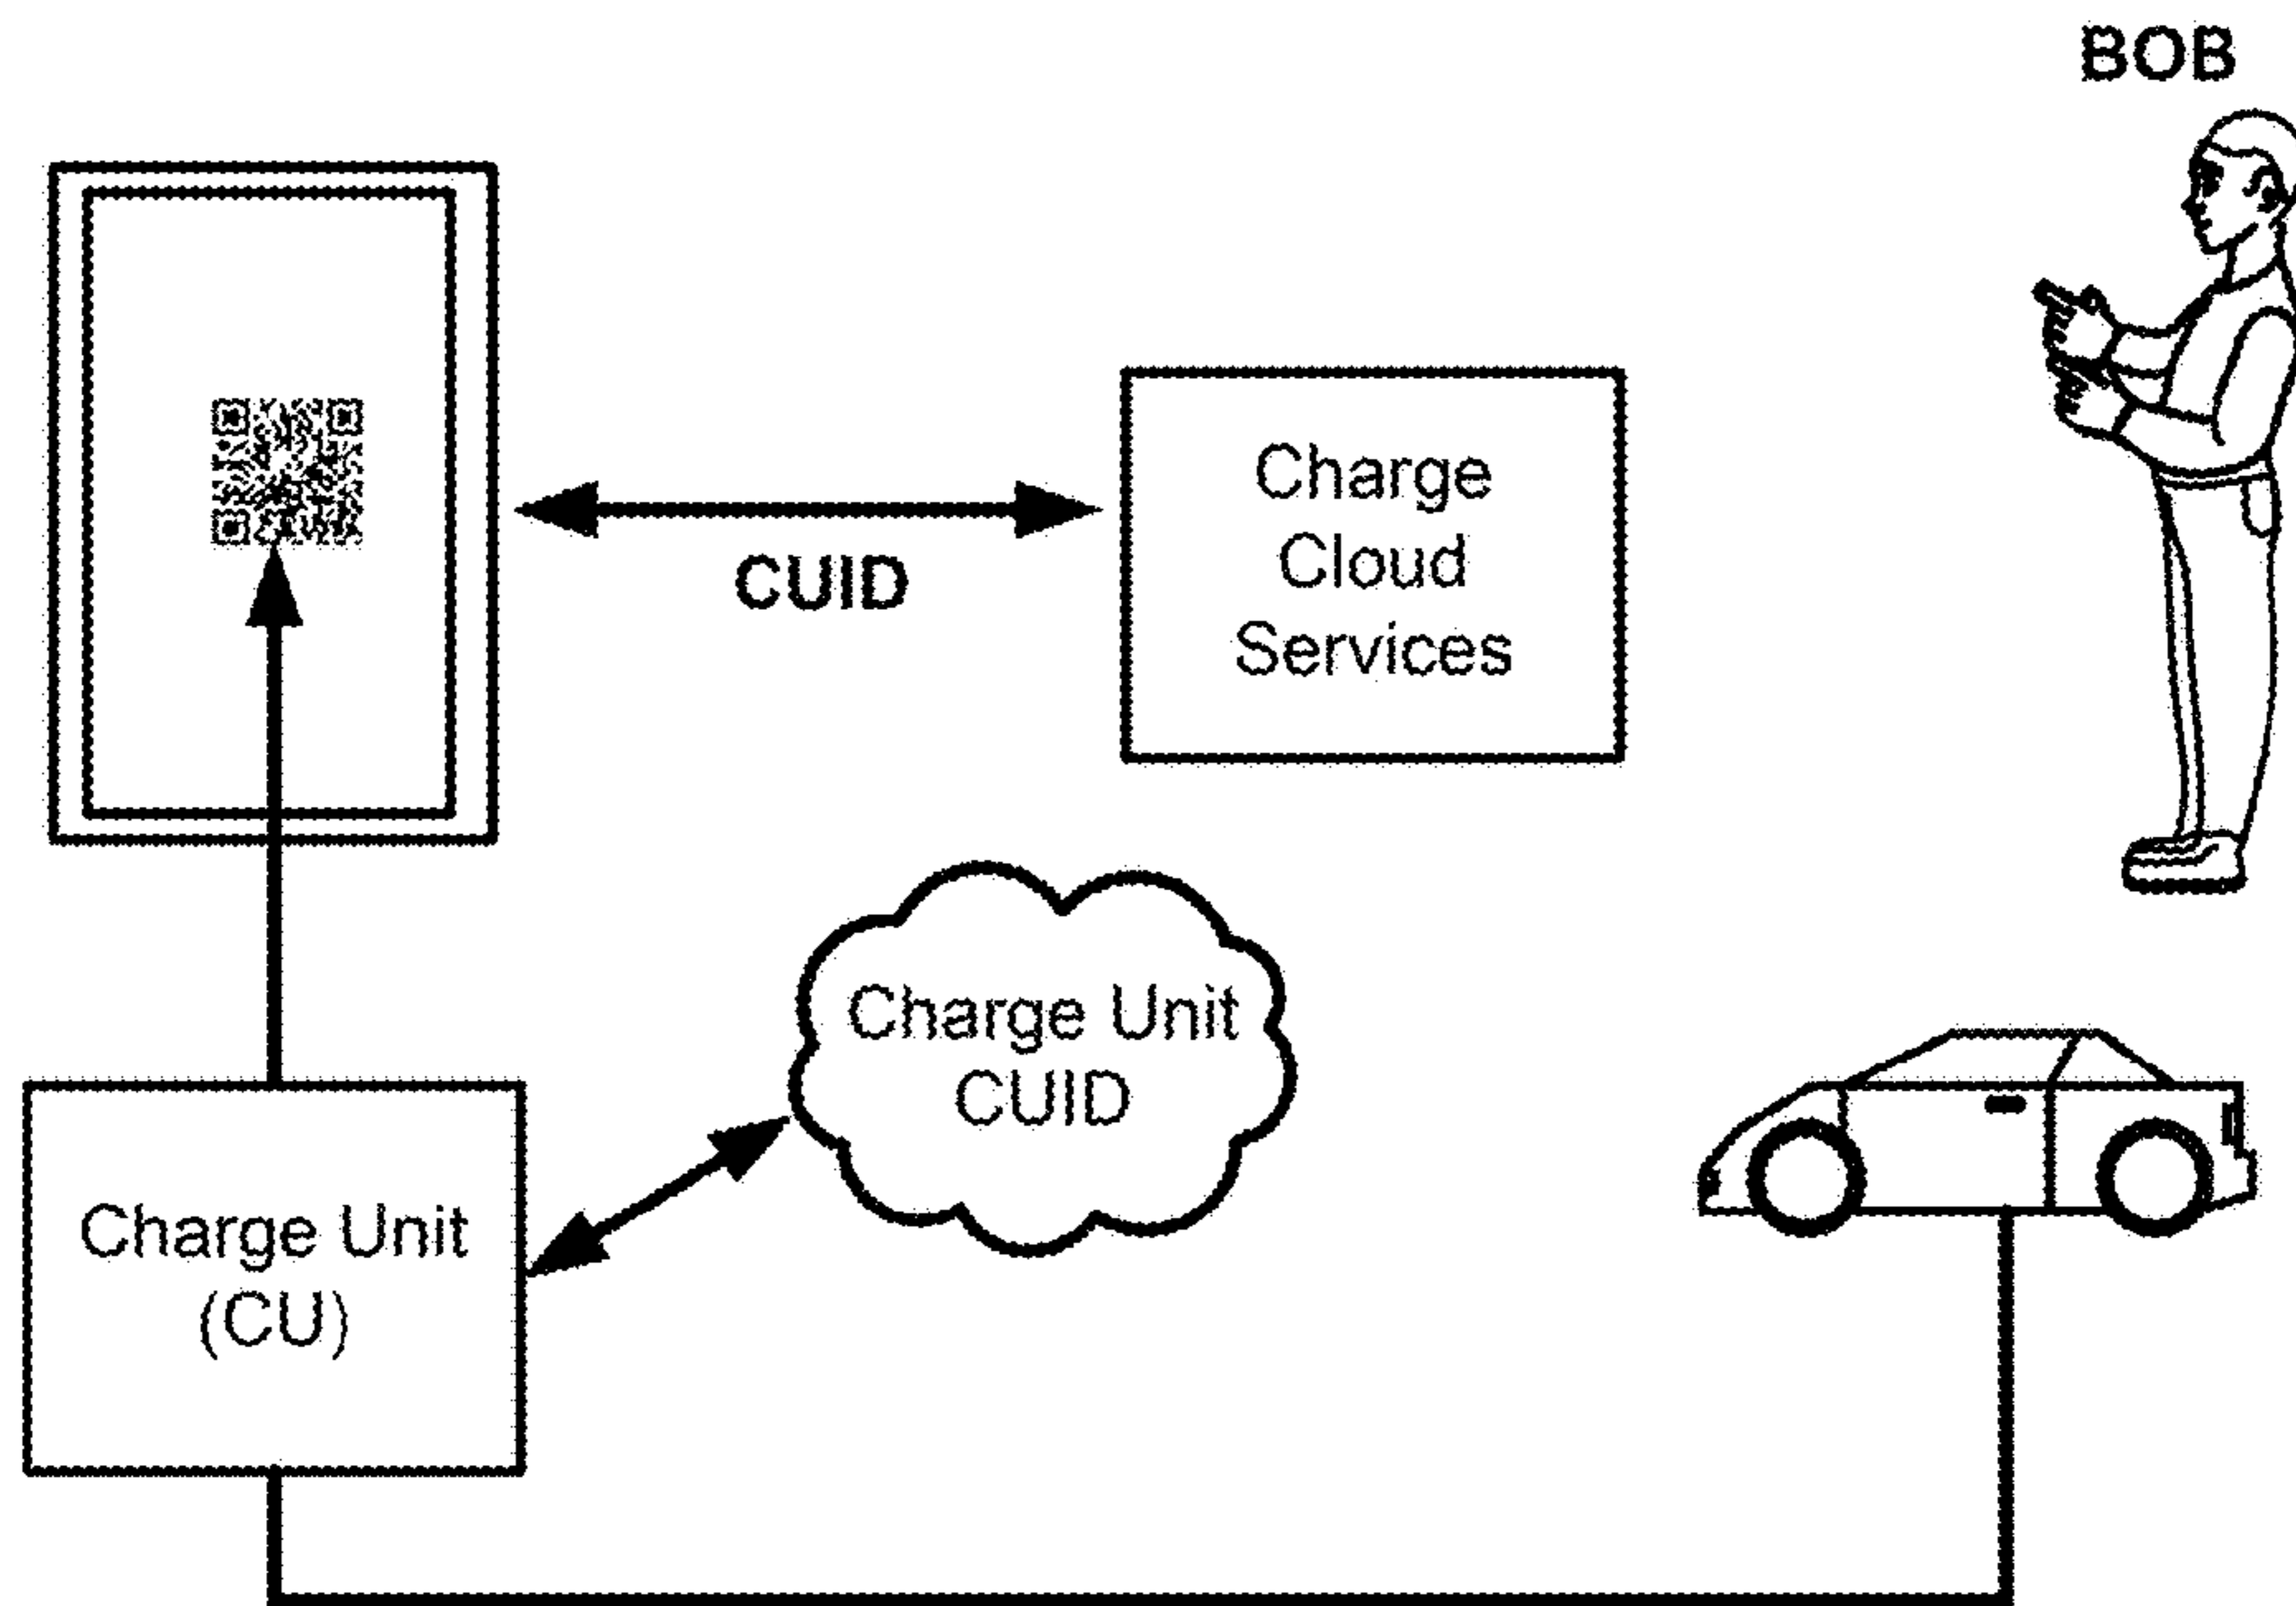 BOB
Charge
Cloud
Services
CUID
Charge Unit
CUID
Charge Unit
(CU)